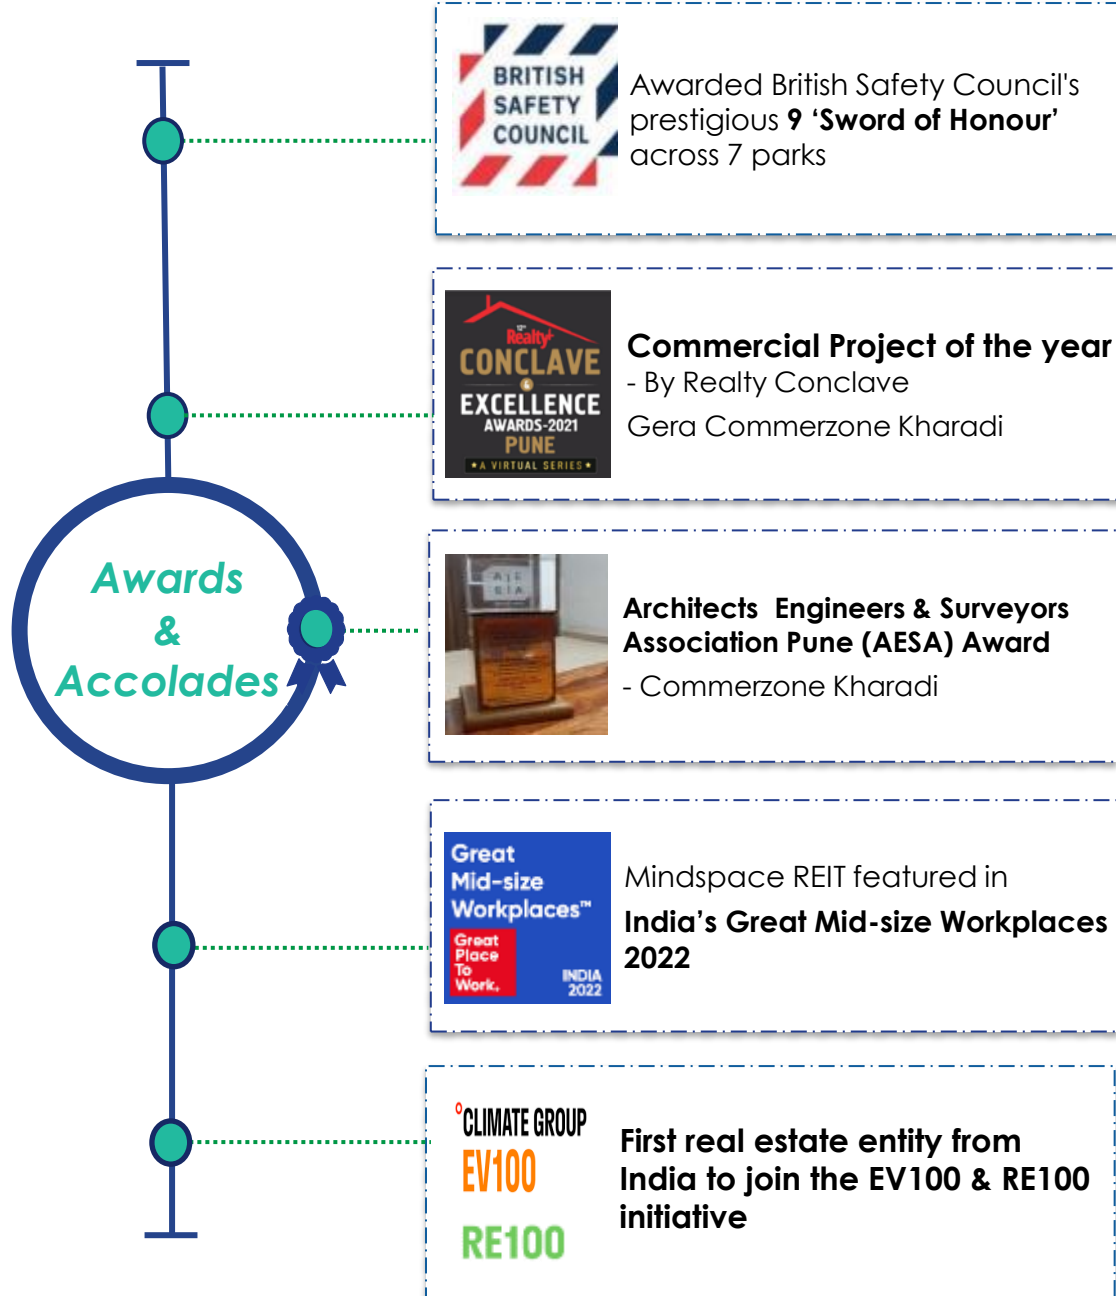 BRITISH
SAFETY
COUNCIL
Awarded British Safety Council's
prestigious 9 ‘Sword of Honour’
across 7 parks
Realty+
CONCLAVE
&
EXCELLENCE
AWARDS-2021
PUNE
★A VIRTUAL SERIES★
Commercial Project of the year
- By Realty Conclave
Gera Commerzone Kharadi
Awards
&
Accolades
Architects Engineers & Surveyors
Association Pune (AESA) Award
- Commerzone Kharadi
Great
Mid-size
Workplaces™
Great
Place
To
Work.
INDIA
2022
Mindspace REIT featured in
India’s Great Mid-size Workplaces
2022
°CLIMATE GROUP
EV100
RE100
First real estate entity from
India to join the EV100 & RE100
initiative